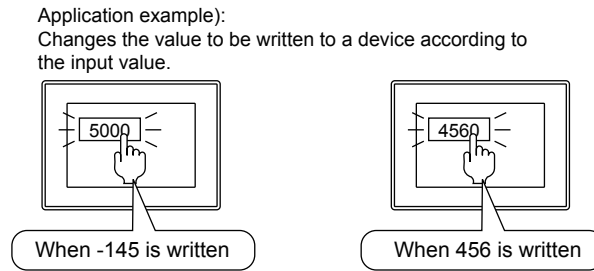 Application example):
Changes the value to be written to a device according to
the input value.
5000
4560
When -145 is written
When 456 is written